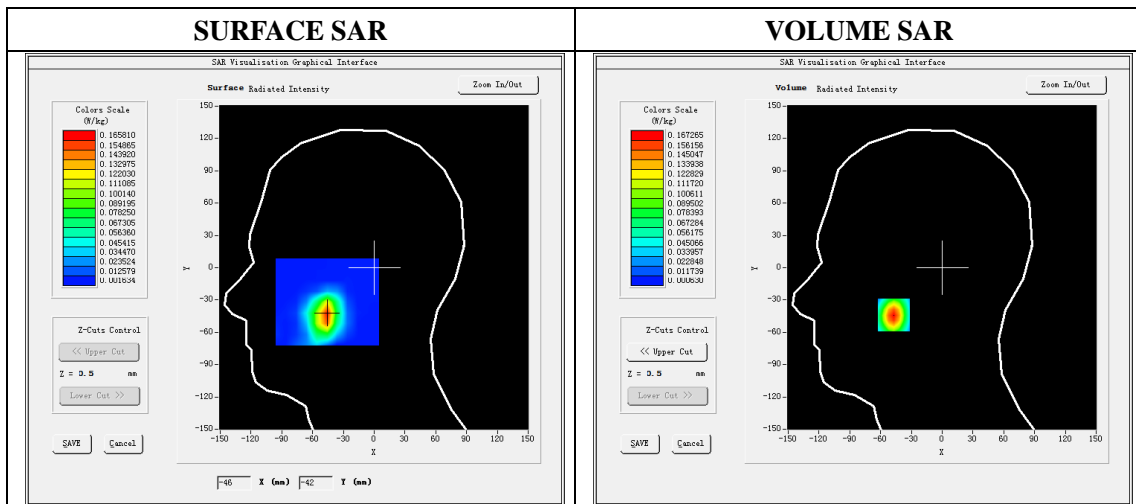 SURFACE SAR
SAR Visualisation Graphical Interface
Surface Radiated Intensity
Zoom In/Out
Colors Scale
(W/kg)
0.165810
0.154865
0.143920
0.132975
0.122030
0.111085
0.100140
0.089195
0.078250
0.067305
0.056360
0.045415
0.034470
0.023524
0.012579
0.001634
150
120
90
60
30
0
-30
-60
-90
-120
-150
Y
-150 -120 -90 -60 -30 0 30 60 90 120 150
X
Z-Cuts Control
<< Upper Cut
Z = 0.5 mm
Lower Cut >>
SAVE Cancel
-46 X (mm) -42 Y (mm)
VOLUME SAR
SAR Visualisation Graphical Interface
Volume Radiated Intensity
Zoom In/Out
Colors Scale
(W/kg)
0.167265
0.156156
0.145047
0.133938
0.122829
0.111720
0.100611
0.089502
0.078393
0.067284
0.056175
0.045066
0.033957
0.022848
0.011739
0.000630
150
120
90
60
30
0
-30
-60
-90
-120
-150
Y
-150 -120 -90 -60 -30 0 30 60 90 120 150
X
Z-Cuts Control
<< Upper Cut
Z = 0.5 mm
Lower Cut >>
SAVE Cancel